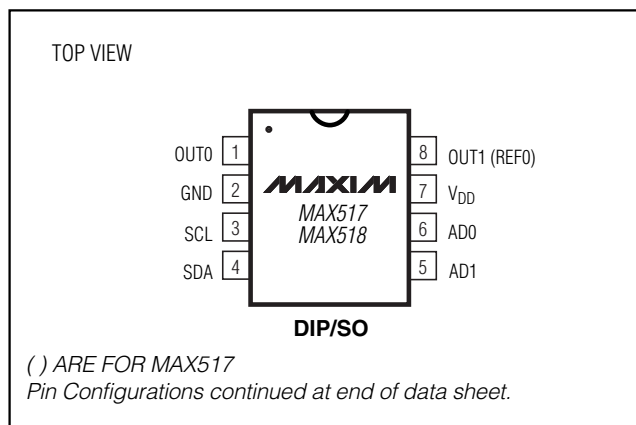 TOP VIEW
OUT0 1
GND 2
SCL 3
SDA 4
8 OUT1 (REF0)
7 VDD
6 AD0
5 AD1
MAXIM
MAX517
MAX518
DIP/SO
( ) ARE FOR MAX517
Pin Configurations continued at end of data sheet.